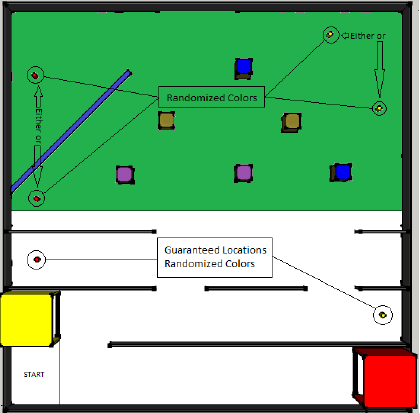 Either or
Randomized Colors
Either or
Guaranteed Locations
Randomized Colors
START